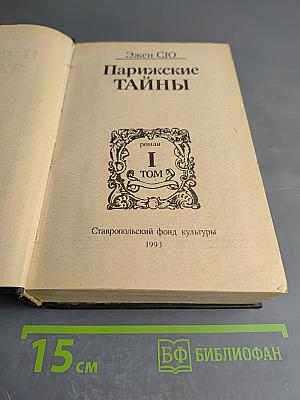 Эжен СЮ
Парижские
ТАЙНЫ
роман
I
ТОМ
Ставропольский фонд культуры
1993
15 см
БФ БИБЛИОФАН